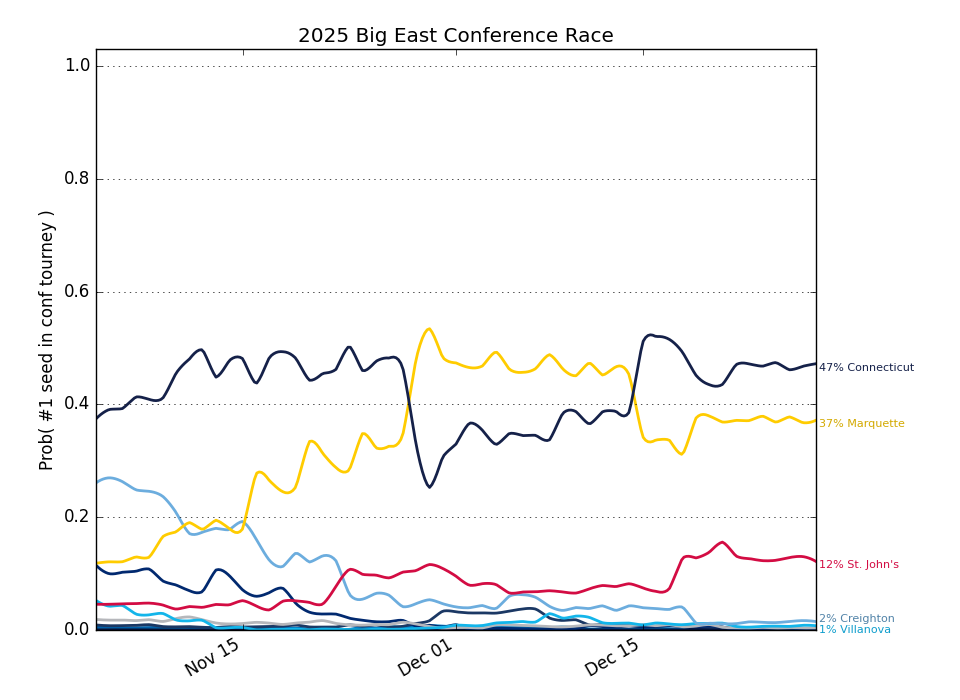 2025 Big East Conference Race
Prob( #1 seed in conf tourney )
1.0
0.8
0.6
0.4
0.2
0.0
Nov 15
Dec 01
Dec 15
47% Connecticut
37% Marquette
12% St. John's
2% Creighton
1% Villanova